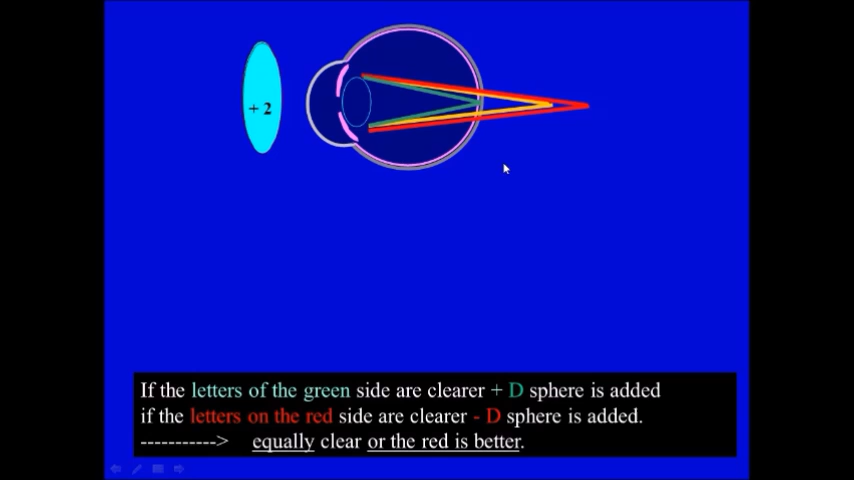 + 2
If the letters of the green side are clearer + D sphere is added
if the letters on the red side are clearer - D sphere is added.
-----------> equally clear or the red is better.